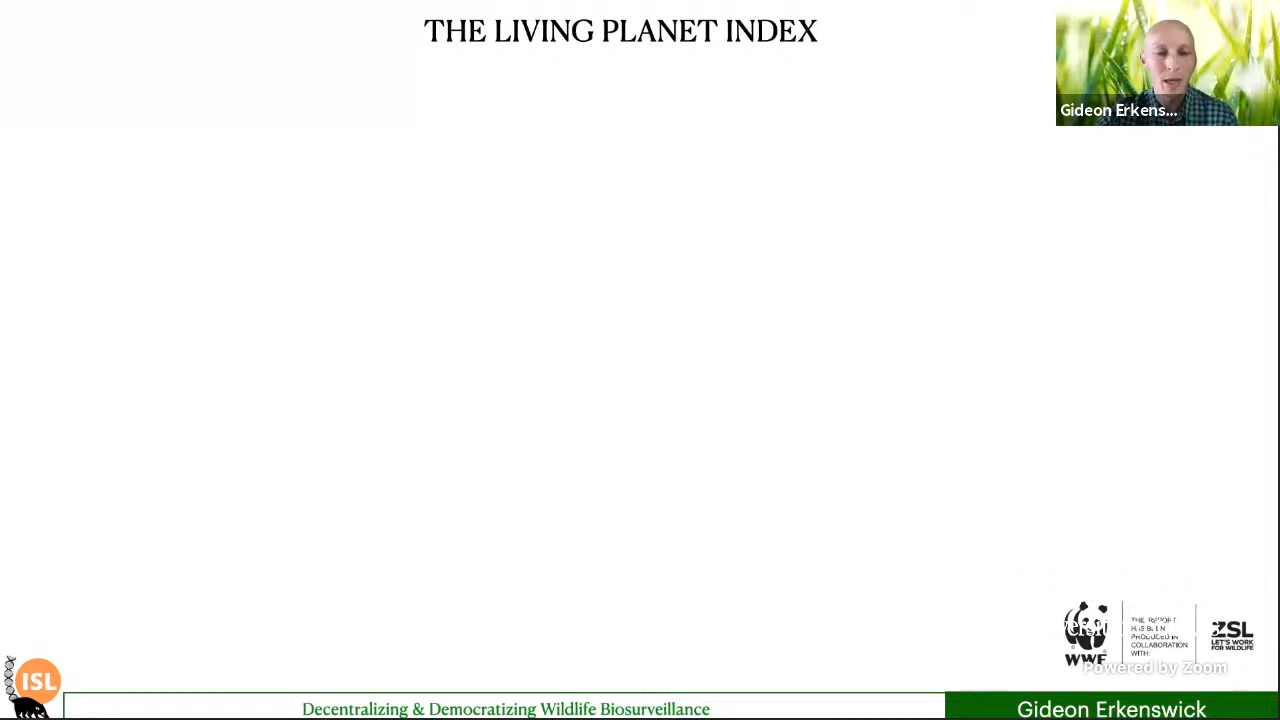 THE LIVING PLANET INDEX
Gideon Erkens...
THIS REPORT
HAS BEEN
PRODUCED IN
COLLABORATION
WITH:
WWF
ZSL
LET'S WORK
FOR WILDLIFE
Powered by Zoom
ISL
Decentralizing & Democratizing Wildlife Biosurveillance
Gideon Erkenswick